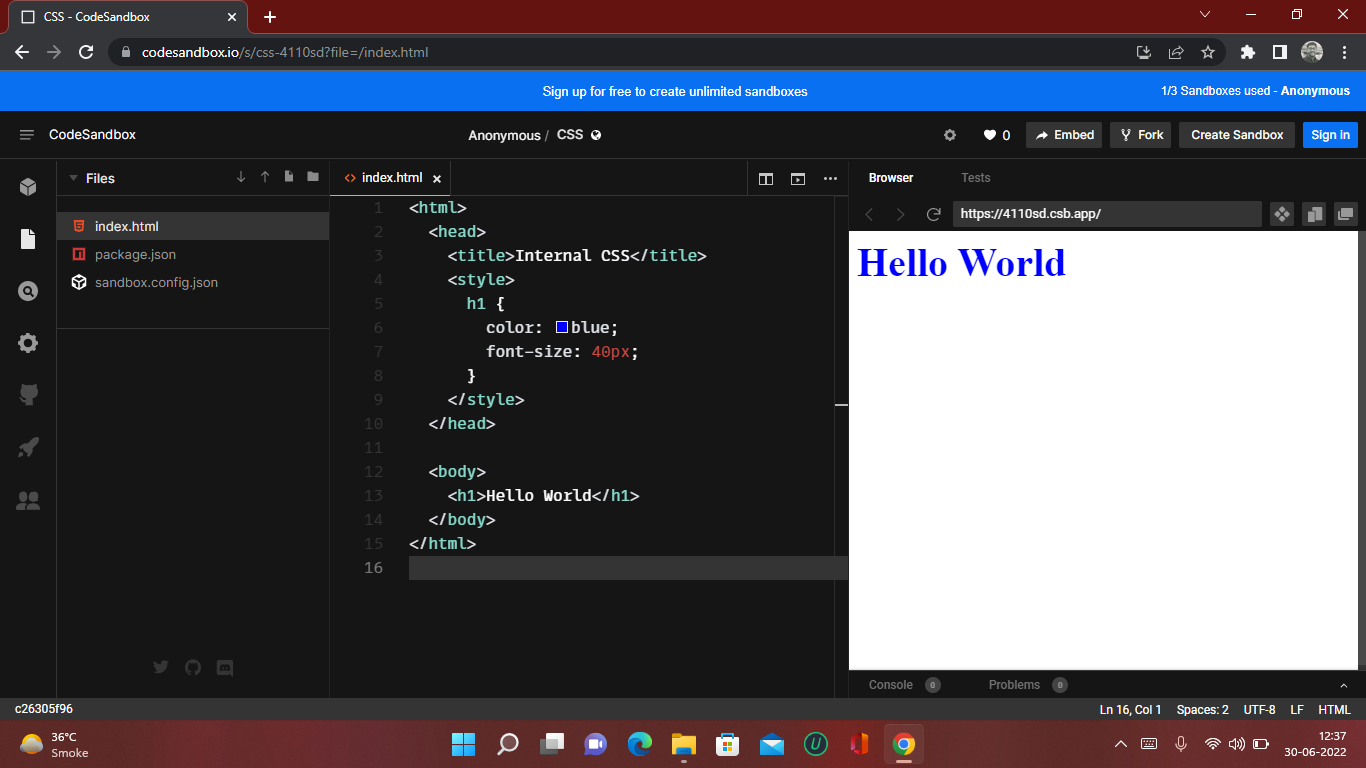 CSS - CodeSandbox
codesandbox.io/s/css-4110sd?file=/index.html
Sign up for free to create unlimited sandboxes
1/3 Sandboxes used - Anonymous
CodeSandbox
Anonymous / CSS
0
Embed
Fork
Create Sandbox
Sign in
Files
index.html
package.json
sandbox.config.json
index.html
1 <html>
2 <head>
3 <title>Internal CSS</title>
4 <style>
5 h1 {
6 color: blue;
7 font-size: 40px;
8 }
9 </style>
10 </head>
11
12 <body>
13 <h1>Hello World</h1>
14 </body>
15 </html>
16
Browser
Tests
https://4110sd.csb.app/
Hello World
Console 0
Problems 0
c26305f96
Ln 16, Col 1
Spaces: 2
UTF-8
LF
HTML
36°C
Smoke
12:37
30-06-2022